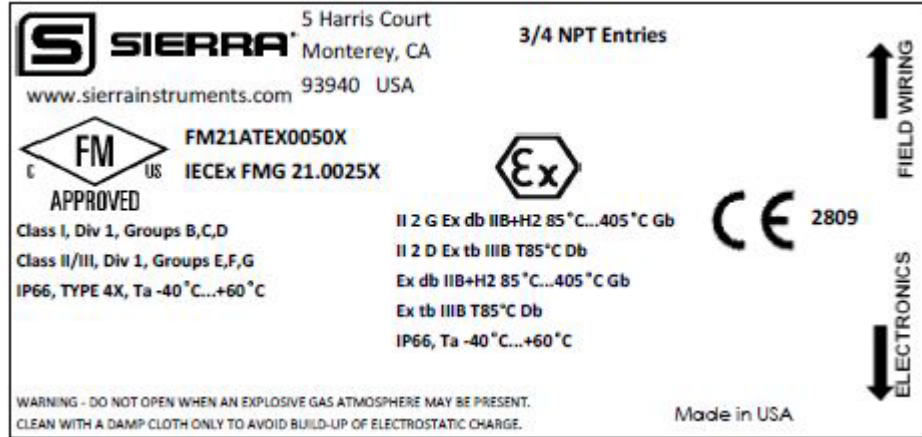 SIERRA
5 Harris Court
Monterey, CA
93940 USA
www.sierrainstruments.com
3/4 NPT Entries
FIELD WIRING
C FM US
APPROVED
FM21ATEX0050X
IECEx FMG 21.0025X
Class I, Div 1, Groups B,C,D
Class II/III, Div 1, Groups E,F,G
IP66, TYPE 4X, Ta -40°C...+60°C
Ex
II 2 G Ex db IIB+H2 85°C...405°C Gb
II 2 D Ex tb IIIB T85°C Db
Ex db IIB+H2 85°C...405°C Gb
Ex tb IIIB T85°C Db
IP66, Ta -40°C...+60°C
CE 2809
ELECTRONICS
WARNING - DO NOT OPEN WHEN AN EXPLOSIVE GAS ATMOSPHERE MAY BE PRESENT.
CLEAN WITH A DAMP CLOTH ONLY TO AVOID BUILD-UP OF ELECTROSTATIC CHARGE.
Made in USA